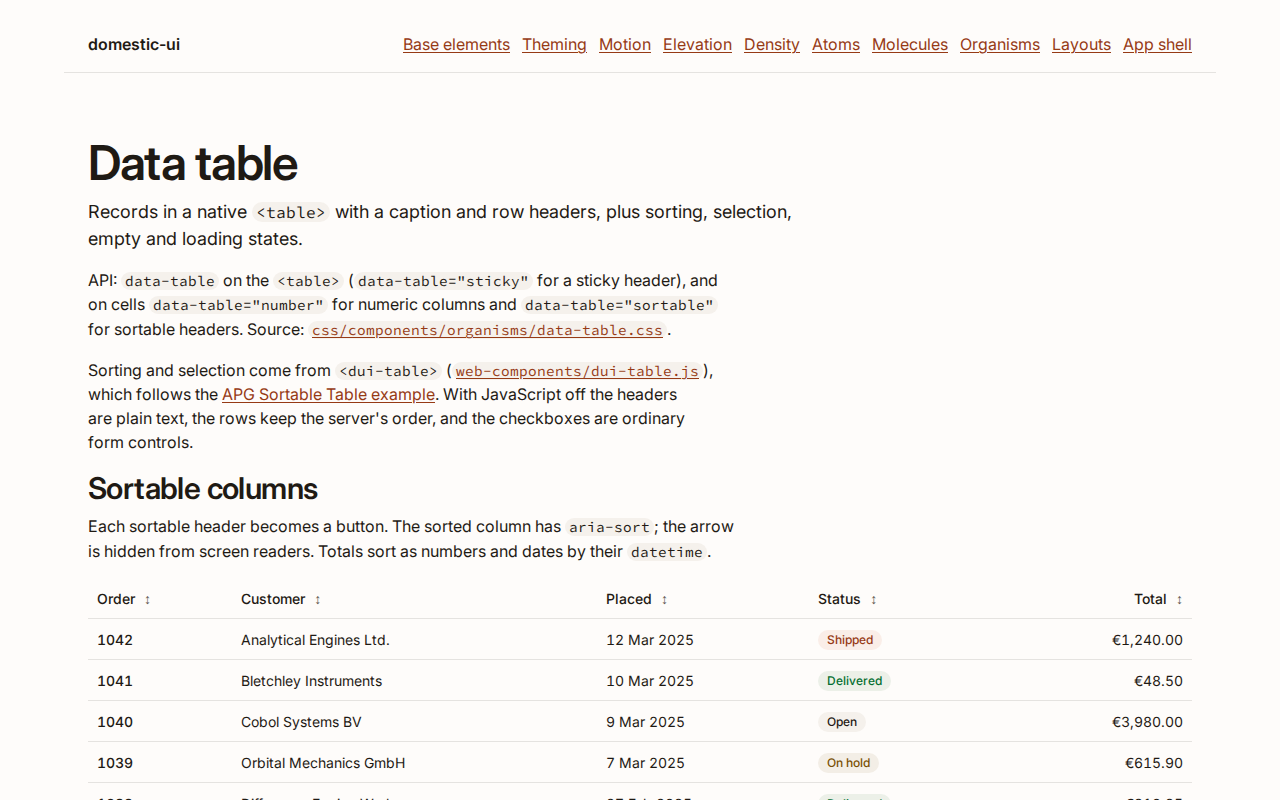 domestic-ui Base elements Theming Motion Elevation Density Atoms Molecules Organisms Layouts App shell
Data table
Records in a native <table> with a caption and row headers, plus sorting, selection,
empty and loading states.
API: data-table on the <table> ( data-table="sticky" for a sticky header), and
on cells data-table="number" for numeric columns and data-table="sortable"
for sortable headers. Source: css/components/organisms/data-table.css .
Sorting and selection come from <dui-table> ( web-components/dui-table.js ),
which follows the APG Sortable Table example. With JavaScript off the headers
are plain text, the rows keep the server's order, and the checkboxes are ordinary
form controls.
Sortable columns
Each sortable header becomes a button. The sorted column has aria-sort ; the arrow
is hidden from screen readers. Totals sort as numbers and dates by their datetime .
Order ↕ Customer ↕ Placed ↕ Status ↕ Total ↕
1042 Analytical Engines Ltd. 12 Mar 2025 Shipped €1,240.00
1041 Bletchley Instruments 10 Mar 2025 Delivered €48.50
1040 Cobol Systems BV 9 Mar 2025 Open €3,980.00
1039 Orbital Mechanics GmbH 7 Mar 2025 On hold €615.90